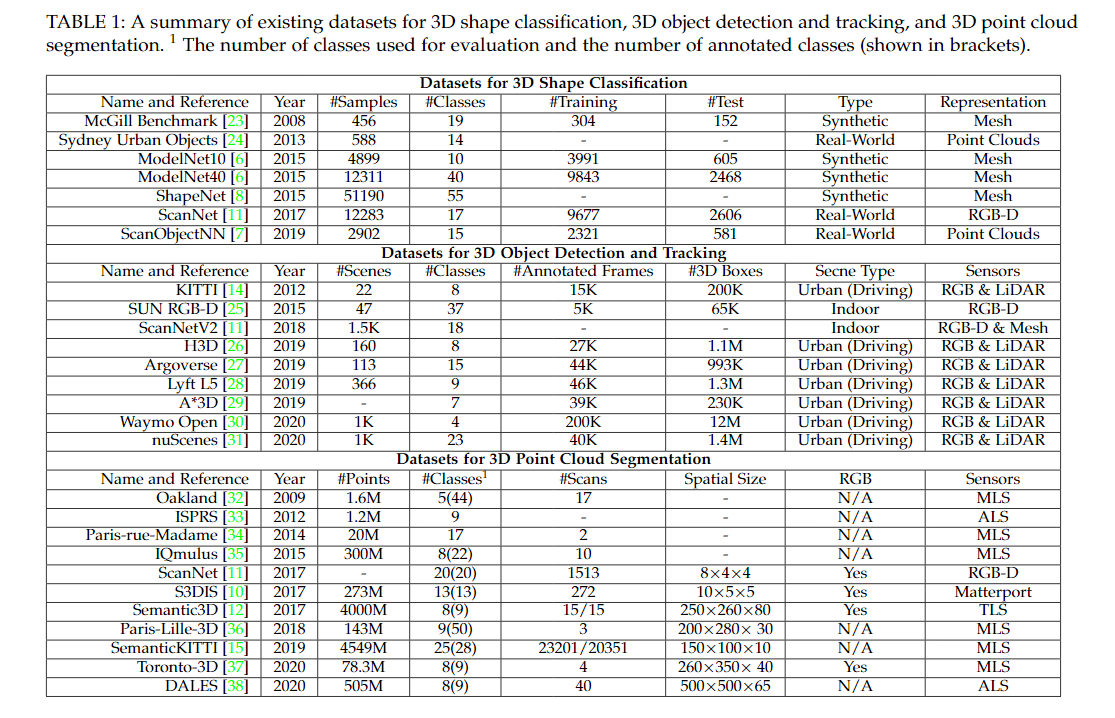 TABLE 1: A summary of existing datasets for 3D shape classification, 3D object detection and tracking, and 3D point cloud
segmentation. ¹ The number of classes used for evaluation and the number of annotated classes (shown in brackets).
Datasets for 3D Shape Classification
Name and Reference Year #Samples #Classes #Training #Test Type Representation
McGill Benchmark [23] 2008 456 19 304 152 Synthetic Mesh
Sydney Urban Objects [24] 2013 588 14 - - Real-World Point Clouds
ModelNet10 [6] 2015 4899 10 3991 605 Synthetic Mesh
ModelNet40 [6] 2015 12311 40 9843 2468 Synthetic Mesh
ShapeNet [8] 2015 51190 55 - - Synthetic Mesh
ScanNet [11] 2017 12283 17 9677 2606 Real-World RGB-D
ScanObjectNN [7] 2019 2902 15 2321 581 Real-World Point Clouds
Datasets for 3D Object Detection and Tracking
Name and Reference Year #Scenes #Classes #Annotated Frames #3D Boxes Secne Type Sensors
KITTI [14] 2012 22 8 15K 200K Urban (Driving) RGB & LiDAR
SUN RGB-D [25] 2015 47 37 5K 65K Indoor RGB-D
ScanNetV2 [11] 2018 1.5K 18 - - Indoor RGB-D & Mesh
H3D [26] 2019 160 8 27K 1.1M Urban (Driving) RGB & LiDAR
Argoverse [27] 2019 113 15 44K 993K Urban (Driving) RGB & LiDAR
Lyft L5 [28] 2019 366 9 46K 1.3M Urban (Driving) RGB & LiDAR
A*3D [29] 2019 - 7 39K 230K Urban (Driving) RGB & LiDAR
Waymo Open [30] 2020 1K 4 200K 12M Urban (Driving) RGB & LiDAR
nuScenes [31] 2020 1K 23 40K 1.4M Urban (Driving) RGB & LiDAR
Datasets for 3D Point Cloud Segmentation
Name and Reference Year #Points #Classes¹ #Scans Spatial Size RGB Sensors
Oakland [32] 2009 1.6M 5(44) 17 - N/A MLS
ISPRS [33] 2012 1.2M 9 - - N/A ALS
Paris-rue-Madame [34] 2014 20M 17 2 - N/A MLS
IQmulus [35] 2015 300M 8(22) 10 - N/A MLS
ScanNet [11] 2017 - 20(20) 1513 8×4×4 Yes RGB-D
S3DIS [10] 2017 273M 13(13) 272 10×5×5 Yes Matterport
Semantic3D [12] 2017 4000M 8(9) 15/15 250×260×80 Yes TLS
Paris-Lille-3D [36] 2018 143M 9(50) 3 200×280× 30 N/A MLS
SemanticKITTI [15] 2019 4549M 25(28) 23201/20351 150×100×10 N/A MLS
Toronto-3D [37] 2020 78.3M 8(9) 4 260×350× 40 Yes MLS
DALES [38] 2020 505M 8(9) 40 500×500×65 N/A ALS